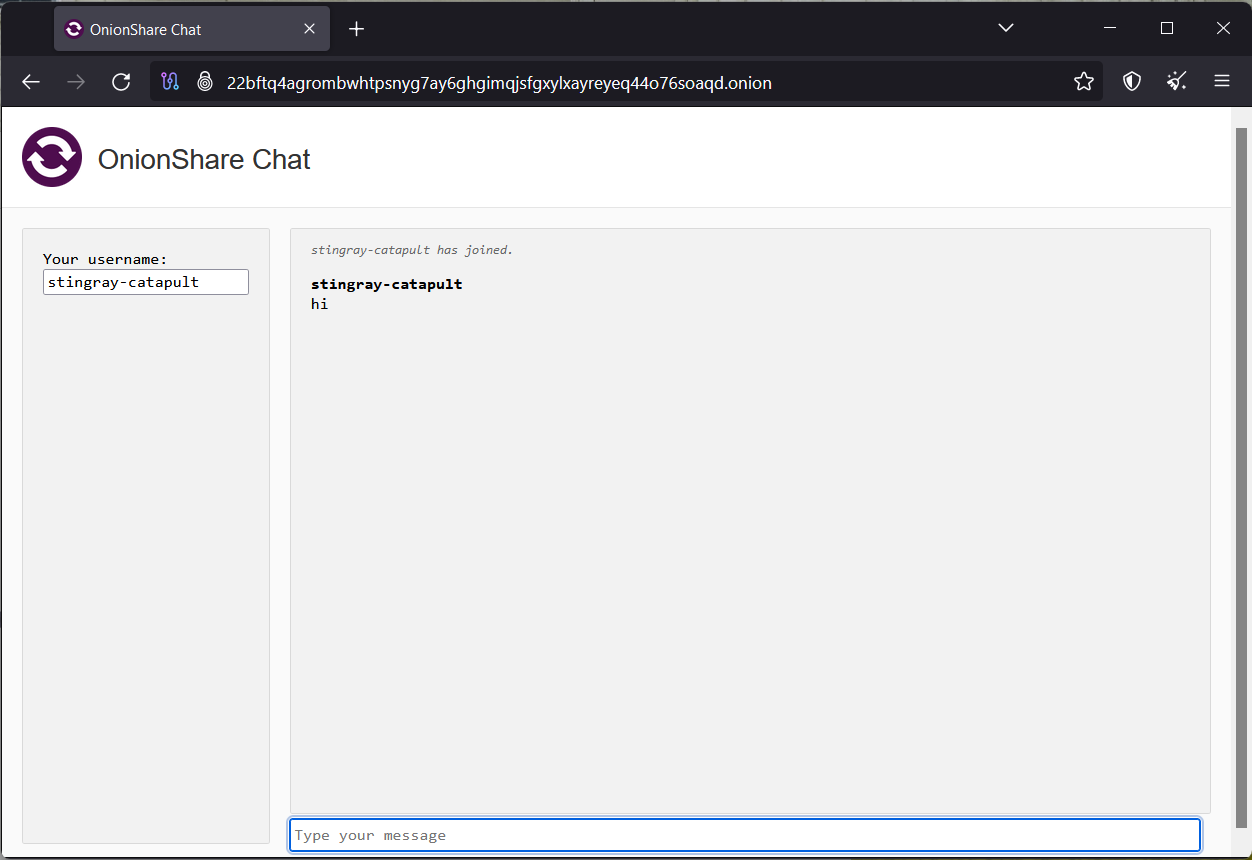 OnionShare Chat
22bftq4agrombwhtpsnyg7ay6ghgimqjsfgxylxayreyeq44o76soaqd.onion
OnionShare Chat
Your username:
stingray-catapult
stingray-catapult has joined.
stingray-catapult
hi
Type your message